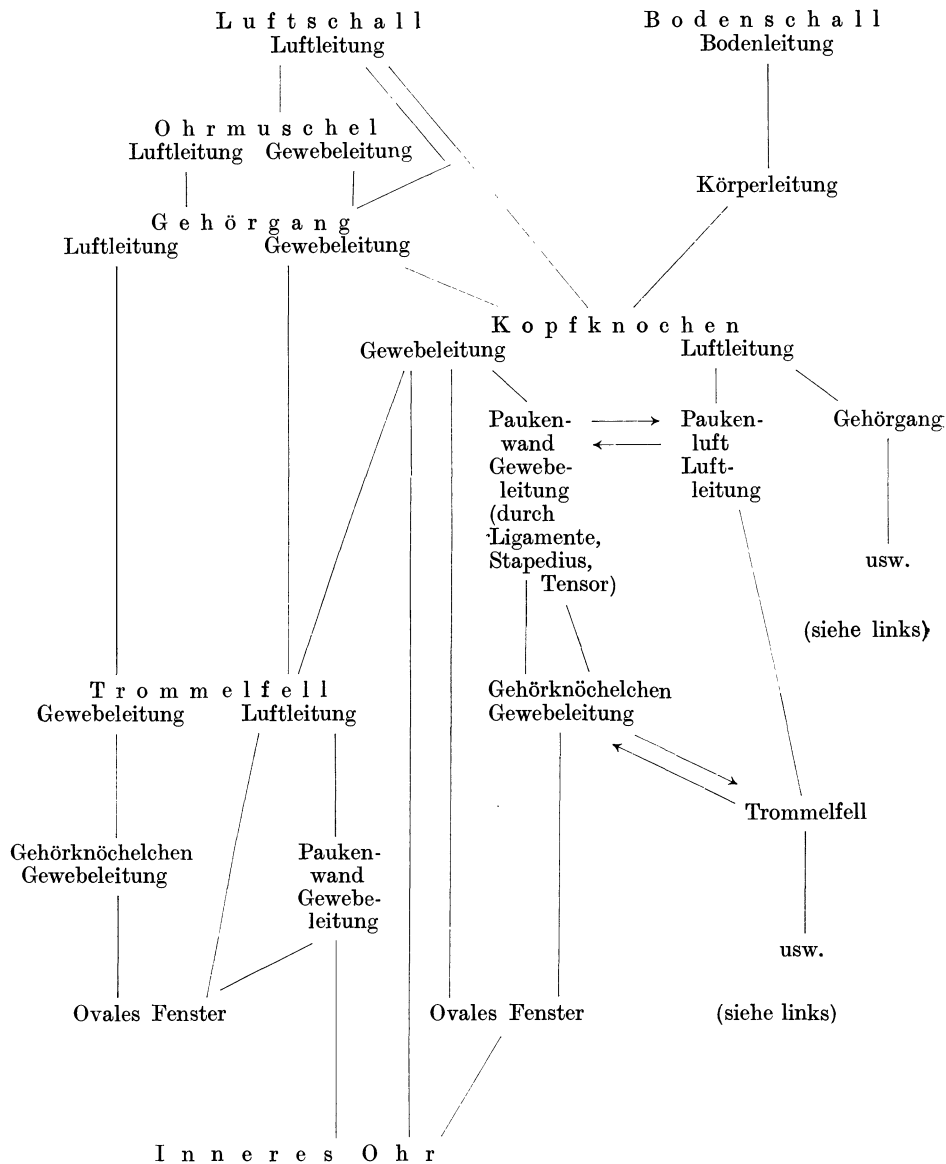 Luftschall
Luftleitung
Bodenschall
Bodenleitung
Ohrmuschel
Luftleitung Gewebeleitung
Körperleitung
Gehörgang
Luftleitung Gewebeleitung
Kopfknochen
Gewebeleitung Luftleitung
Pauken-
wand
Gewebe-
leitung
(durch
Ligamente,
Stapedius,
Tensor)
Pauken-
luft
Luft-
leitung
Gehörgang
usw.
(siehe links)
Trommelfell
Gewebeleitung Luftleitung
Gehörknöchelchen
Gewebeleitung
Trommelfell
Gehörknöchelchen
Gewebeleitung
Pauken-
wand
Gewebe-
leitung
usw.
Ovales Fenster
Ovales Fenster
(siehe links)
Inneres Ohr